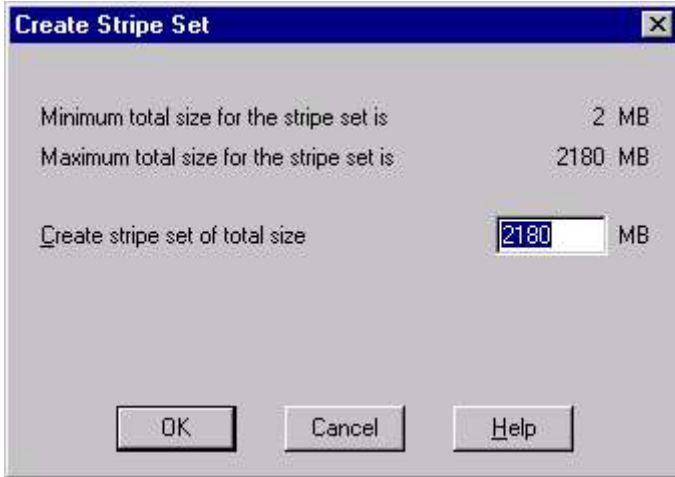 Create Stripe Set
Minimum total size for the stripe set is 2 MB
Maximum total size for the stripe set is 2180 MB
Create stripe set of total size 2180 MB
OK Cancel Help